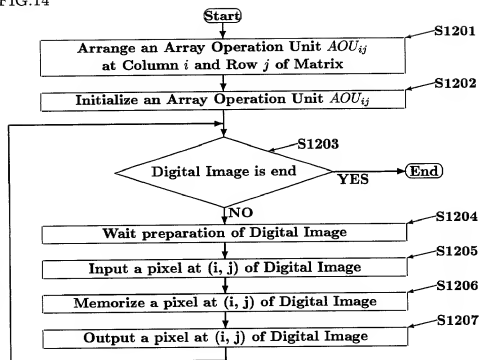 FIG.14
Start
S1201
Arrange an Array Operation Unit AOUij
at Column i and Row j of Matrix
S1202
Initialize an Array Operation Unit AOUij
S1203
Digital Image is end
YES
End
NO
S1204
Wait preparation of Digital Image
S1205
Input a pixel at (i, j) of Digital Image
S1206
Memorize a pixel at (i, j) of Digital Image
S1207
Output a pixel at (i, j) of Digital Image